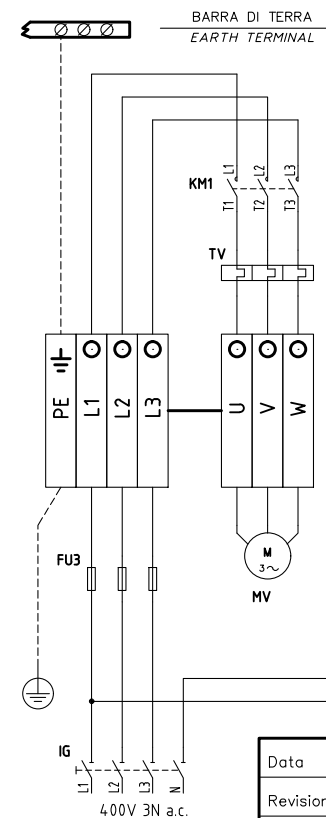 BARRA DI TERRA
EARTH TERMINAL
KM1
L1 L2 L3
T1 T2 T3
TV
PE L1 L2 L3 U V W
FU3
M
3~
MV
IG
L1 L2 L3 N
400V 3N a.c.
Data
Revision